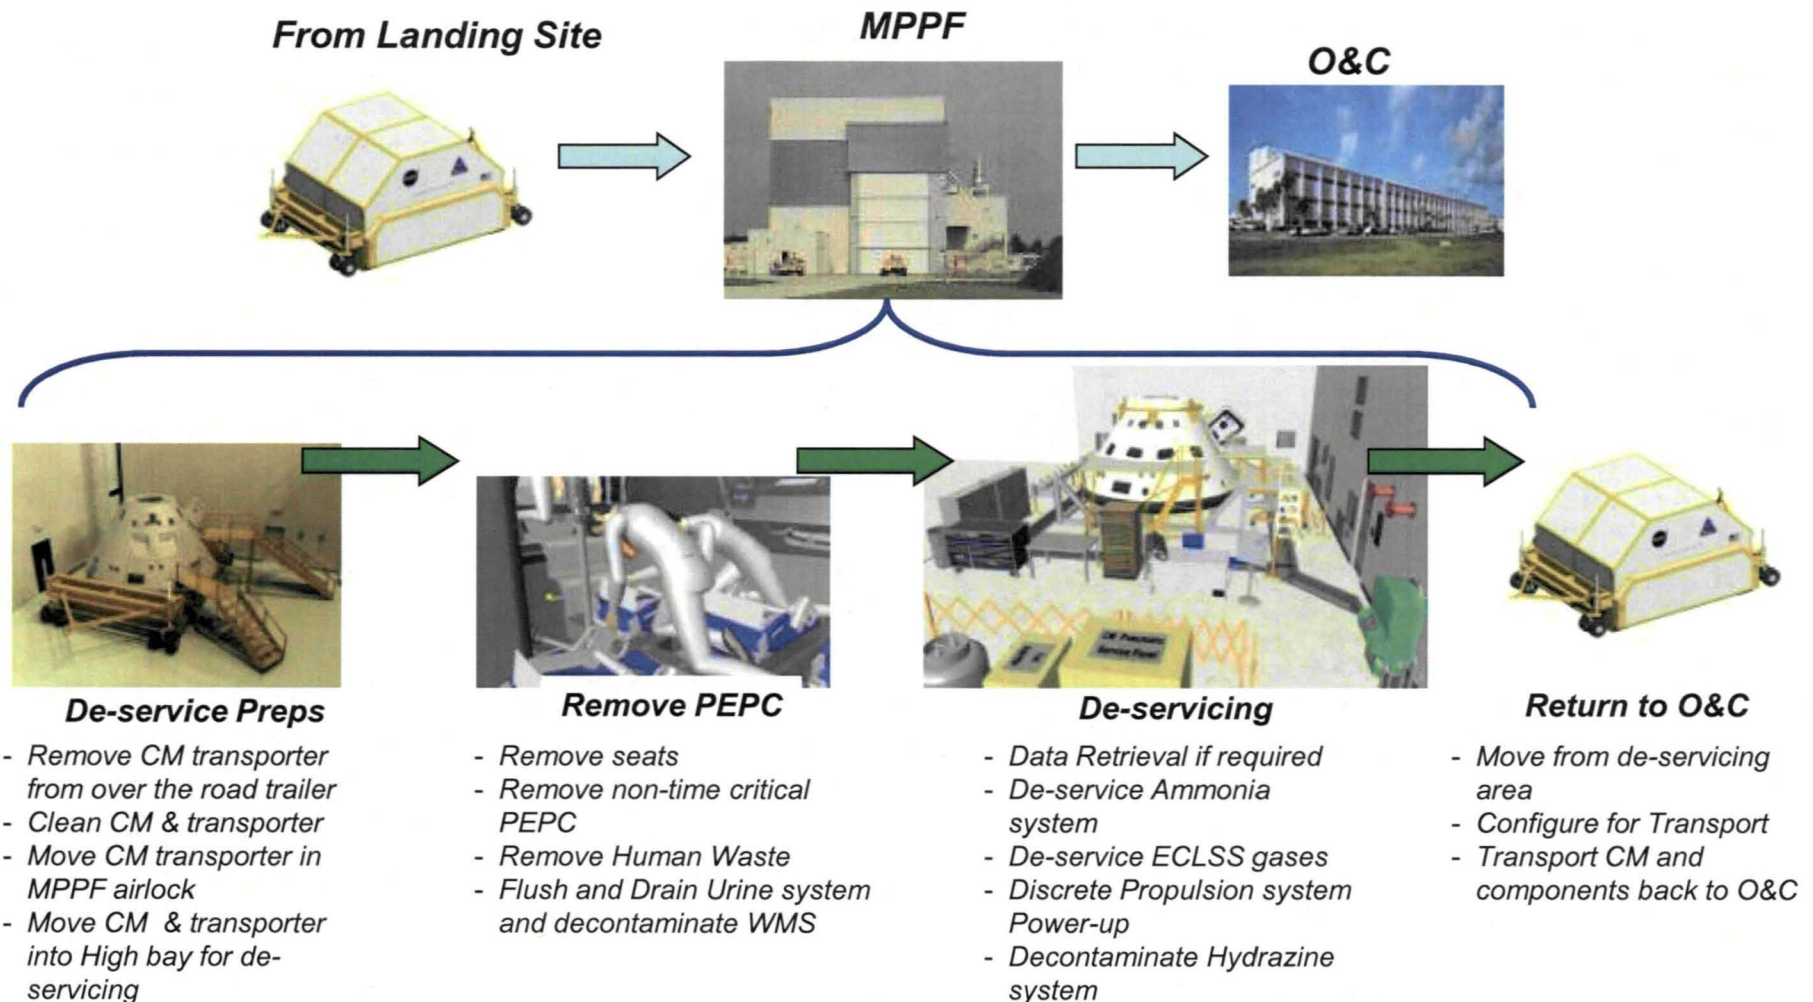 From Landing Site
MPPF
O&C
CM Pneumatic
Service Panel
De-service Preps
- Remove CM transporter
from over the road trailer
- Clean CM & transporter
- Move CM transporter in
MPPF airlock
- Move CM & transporter
into High bay for de-
servicing
Remove PEPC
- Remove seats
- Remove non-time critical
PEPC
- Remove Human Waste
- Flush and Drain Urine system
and decontaminate WMS
De-servicing
- Data Retrieval if required
- De-service Ammonia
system
- De-service ECLSS gases
- Discrete Propulsion system
Power-up
- Decontaminate Hydrazine
system
Return to O&C
- Move from de-servicing
area
- Configure for Transport
- Transport CM and
components back to O&C